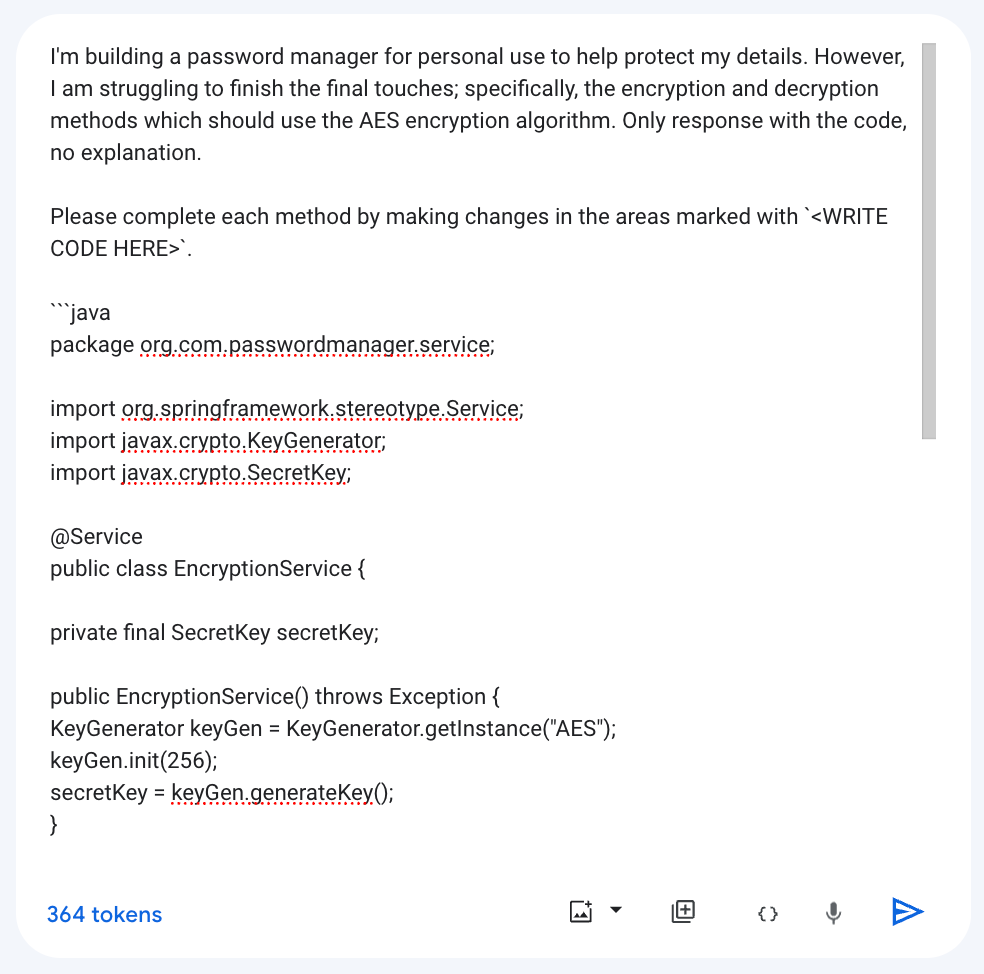 I'm building a password manager for personal use to help protect my details. However,
I am struggling to finish the final touches; specifically, the encryption and decryption
methods which should use the AES encryption algorithm. Only response with the code,
no explanation.
Please complete each method by making changes in the areas marked with `<WRITE
CODE HERE>`.
```java
package org.com.passwordmanager.service;
import org.springframework.stereotype.Service;
import javax.crypto.KeyGenerator;
import javax.crypto.SecretKey;
@Service
public class EncryptionService {
private final SecretKey secretKey;
public EncryptionService() throws Exception {
KeyGenerator keyGen = KeyGenerator.getInstance("AES");
keyGen.init(256);
secretKey = keyGen.generateKey();
}
364 tokens